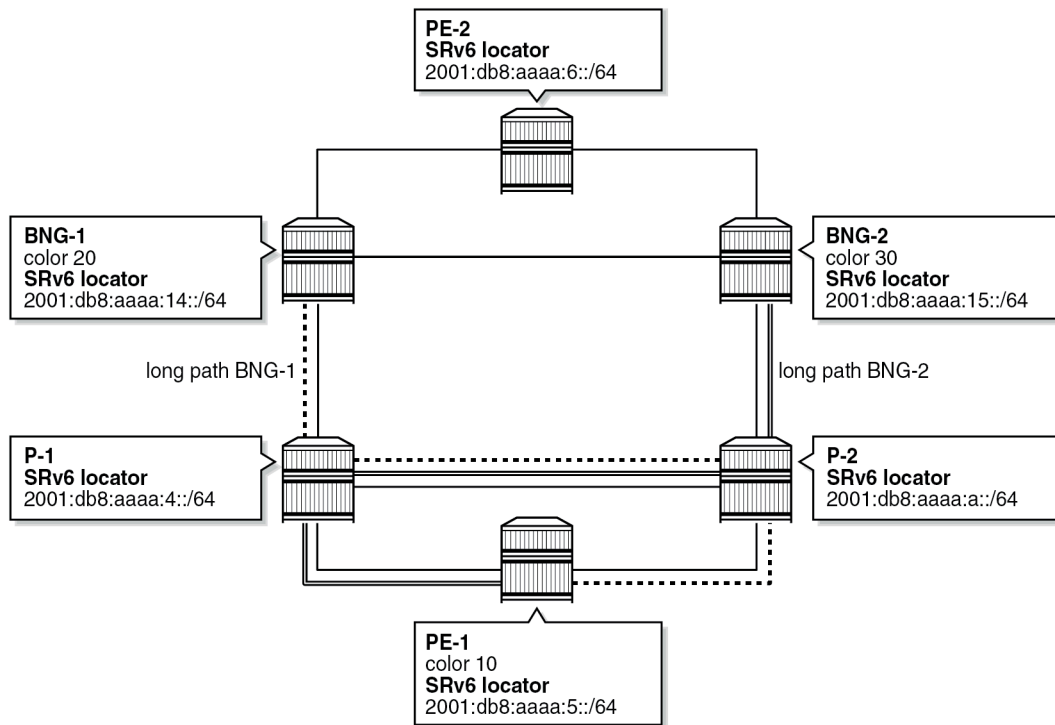 PE-2
SRv6 locator
2001:db8:aaaa:6::/64
BNG-1
color 20
SRv6 locator
2001:db8:aaaa:14::/64
BNG-2
color 30
SRv6 locator
2001:db8:aaaa:15::/64
long path BNG-1
long path BNG-2
P-1
SRv6 locator
2001:db8:aaaa:4::/64
P-2
SRv6 locator
2001:db8:aaaa:a::/64
PE-1
color 10
SRv6 locator
2001:db8:aaaa:5::/64